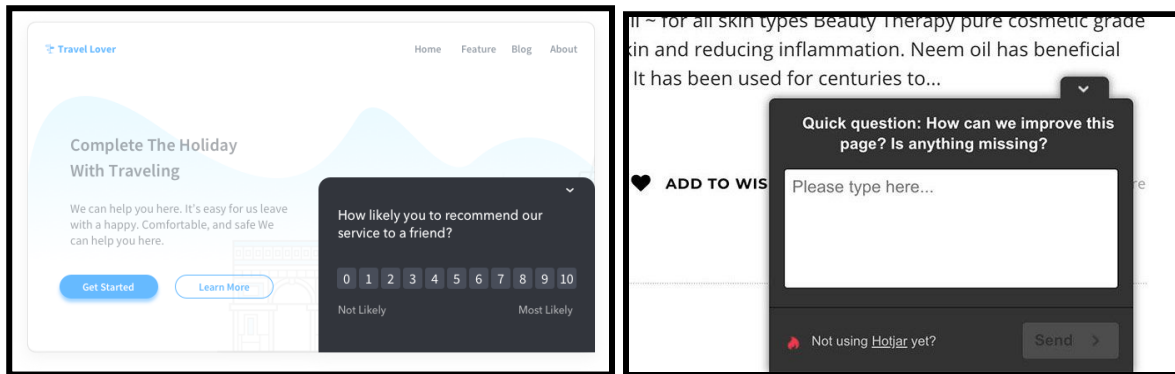 Travel Lover
Home Feature Blog About
Complete The Holiday
With Traveling
We can help you here. It's easy for us leave
with a happy. Comfortable, and safe We
can help you here.
Get Started
Learn More
How likely you to recommend our
service to a friend?
0 1 2 3 4 5 6 7 8 9 10
Not Likely
Most Likely
~ for all skin types Beauty Therapy pure cosmetic grade
and reducing inflammation. Neem oil has beneficial
It has been used for centuries to...
Quick question: How can we improve this
page? Is anything missing?
ADD TO WIS
Please type here...
re
Not using Hotjar yet?
Send